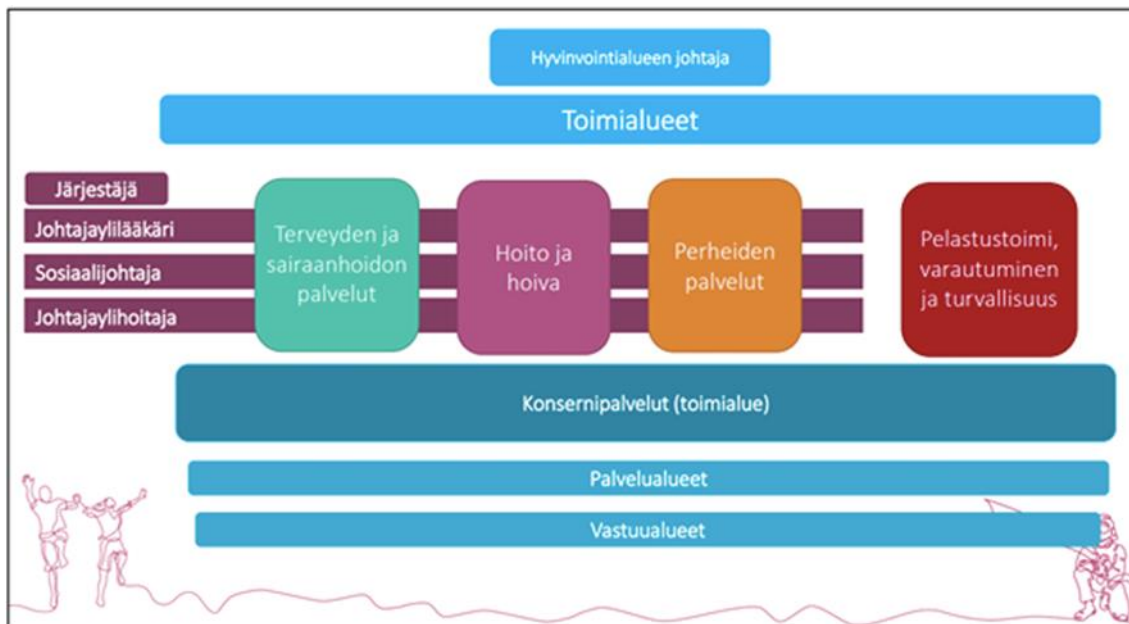 Hyvinvointialueen johtaja
Toimialueet
Järjestäjä
Johtajaylilääkäri
Sosiaalijohtaja
Johtajaylihoitaja
Terveyden ja
sairaanhoidon
palvelut
Hoito ja
hoiva
Perheiden
palvelut
Pelastustoimi,
varautuminen
ja turvallisuus
Konsernipalvelut (toimialue)
Palvelualueet
Vastuualueet